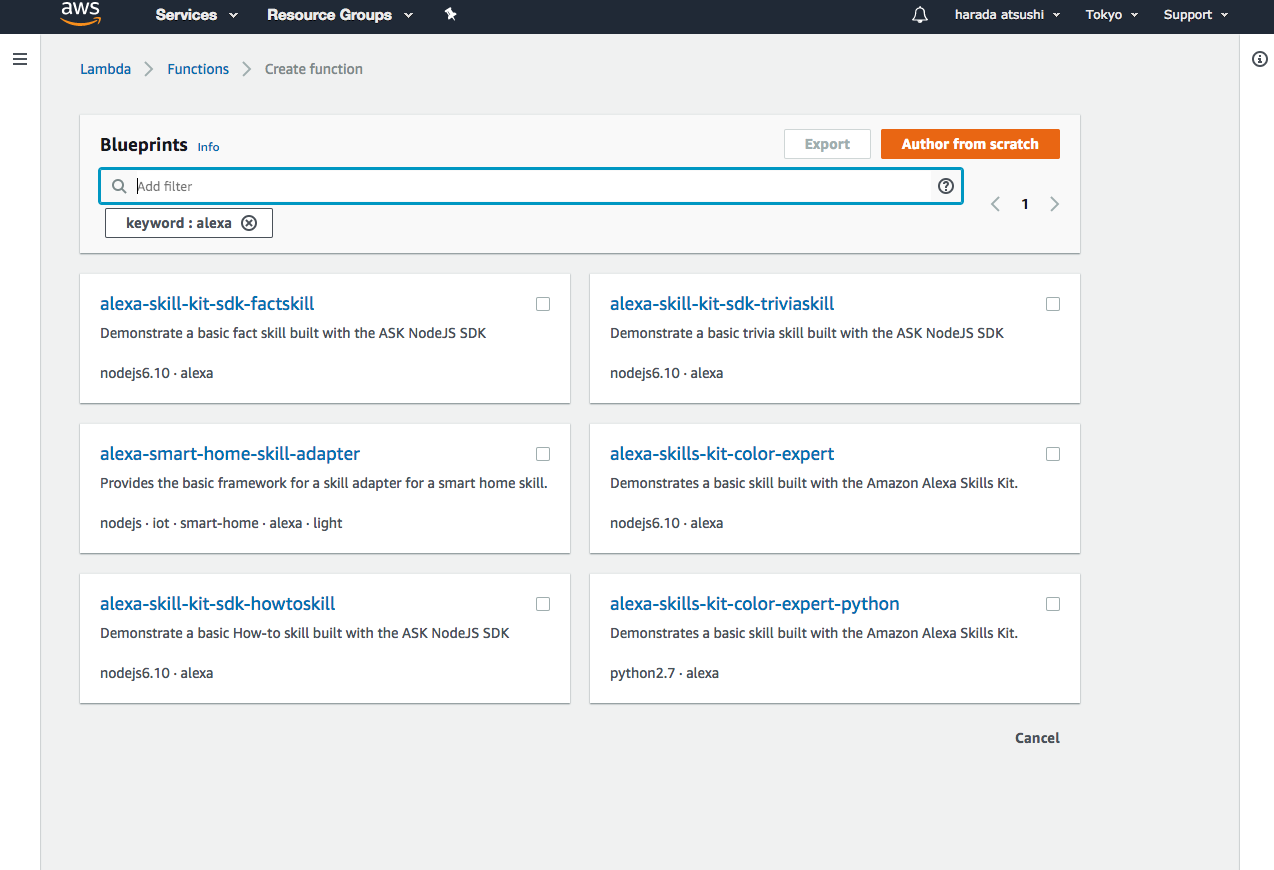 aws Services Resource Groups harada atsushi Tokyo Support
Lambda Functions Create function
Blueprints Info Export Author from scratch
Add filter
1
keyword : alexa
alexa-skill-kit-sdk-factskill
Demonstrate a basic fact skill built with the ASK NodeJS SDK
nodejs6.10 · alexa
alexa-skill-kit-sdk-triviaskill
Demonstrate a basic trivia skill built with the ASK NodeJS SDK
nodejs6.10 · alexa
alexa-smart-home-skill-adapter
Provides the basic framework for a skill adapter for a smart home skill.
nodejs · iot · smart-home · alexa · light
alexa-skills-kit-color-expert
Demonstrates a basic skill built with the Amazon Alexa Skills Kit.
nodejs6.10 · alexa
alexa-skill-kit-sdk-howtoskill
Demonstrate a basic How-to skill built with the ASK NodeJS SDK
nodejs6.10 · alexa
alexa-skills-kit-color-expert-python
Demonstrates a basic skill built with the Amazon Alexa Skills Kit.
python2.7 · alexa
Cancel